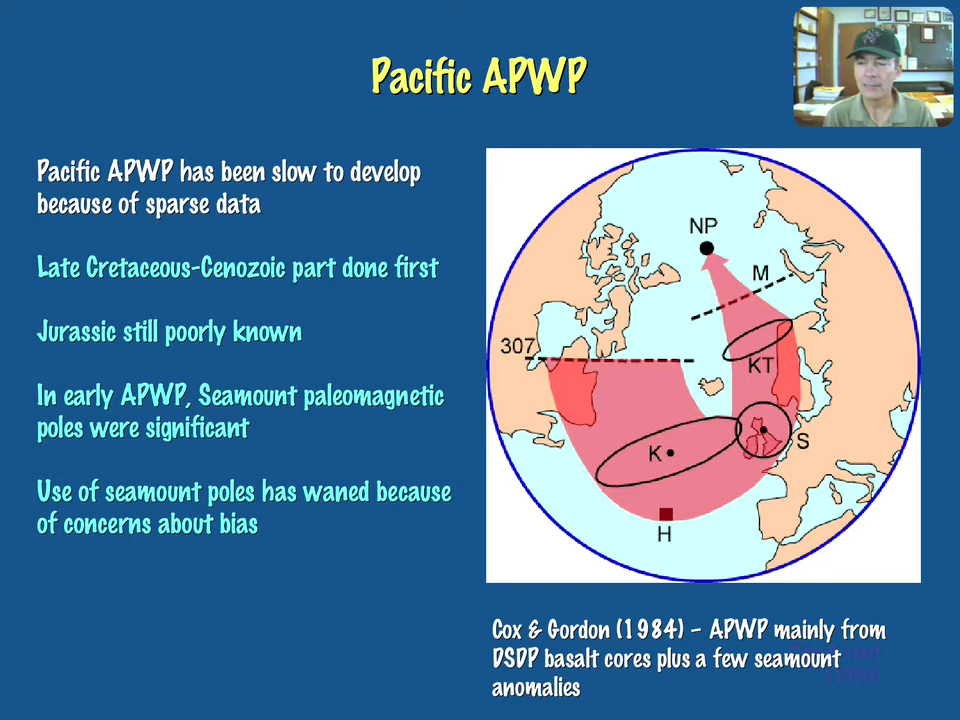 Pacific APWP
Pacific APWP has been slow to develop
because of sparse data
Late Cretaceous-Cenozoic part done first
Jurassic still poorly known
In early APWP, Seamount paleomagnetic
poles were significant
Use of seamount poles has waned because
of concerns about bias
NP
M
307
KT
K
S
H
Cox & Gordon (1984) – APWP mainly from
DSDP basalt cores plus a few seamount
anomalies